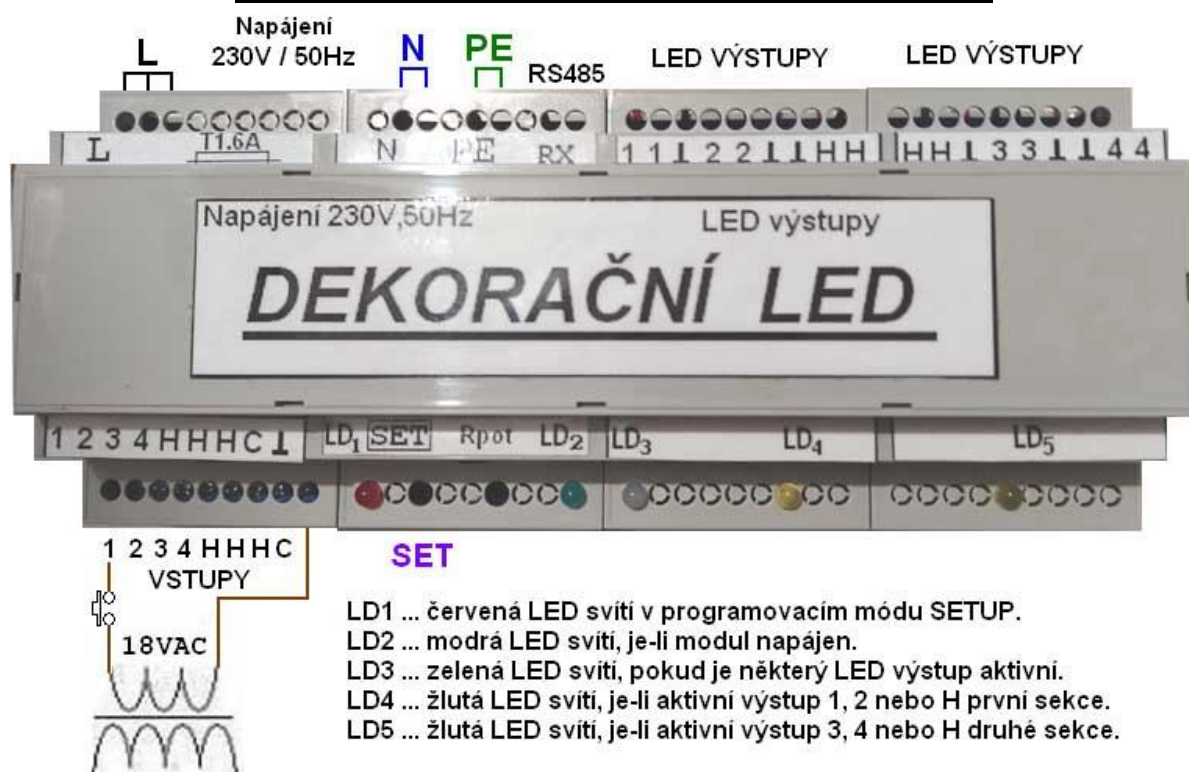 L
Napájení
230V / 50Hz
N
PE
RS485
LED VÝSTUPY
LED VÝSTUPY
L T1.6A
N PE RX
1 1 ⊥ 2 2 ⊥ ⊥ H H
H H ⊥ 3 3 ⊥ ⊥ 4 4
Napájení 230V,50Hz
LED výstupy
DEKORAČNÍ LED
1 2 3 4 H H H C ⊥
LD1 SET Rpot LD2
LD3 LD4
LD5
1 2 3 4 H H H C
VSTUPY
SET
18VAC
LD1 ... červená LED svítí v programovacím módu SETUP.
LD2 ... modrá LED svítí, je-li modul napájen.
LD3 ... zelená LED svítí, pokud je některý LED výstup aktivní.
LD4 ... žlutá LED svítí, je-li aktivní výstup 1, 2 nebo H první sekce.
LD5 ... žlutá LED svítí, je-li aktivní výstup 3, 4 nebo H druhé sekce.